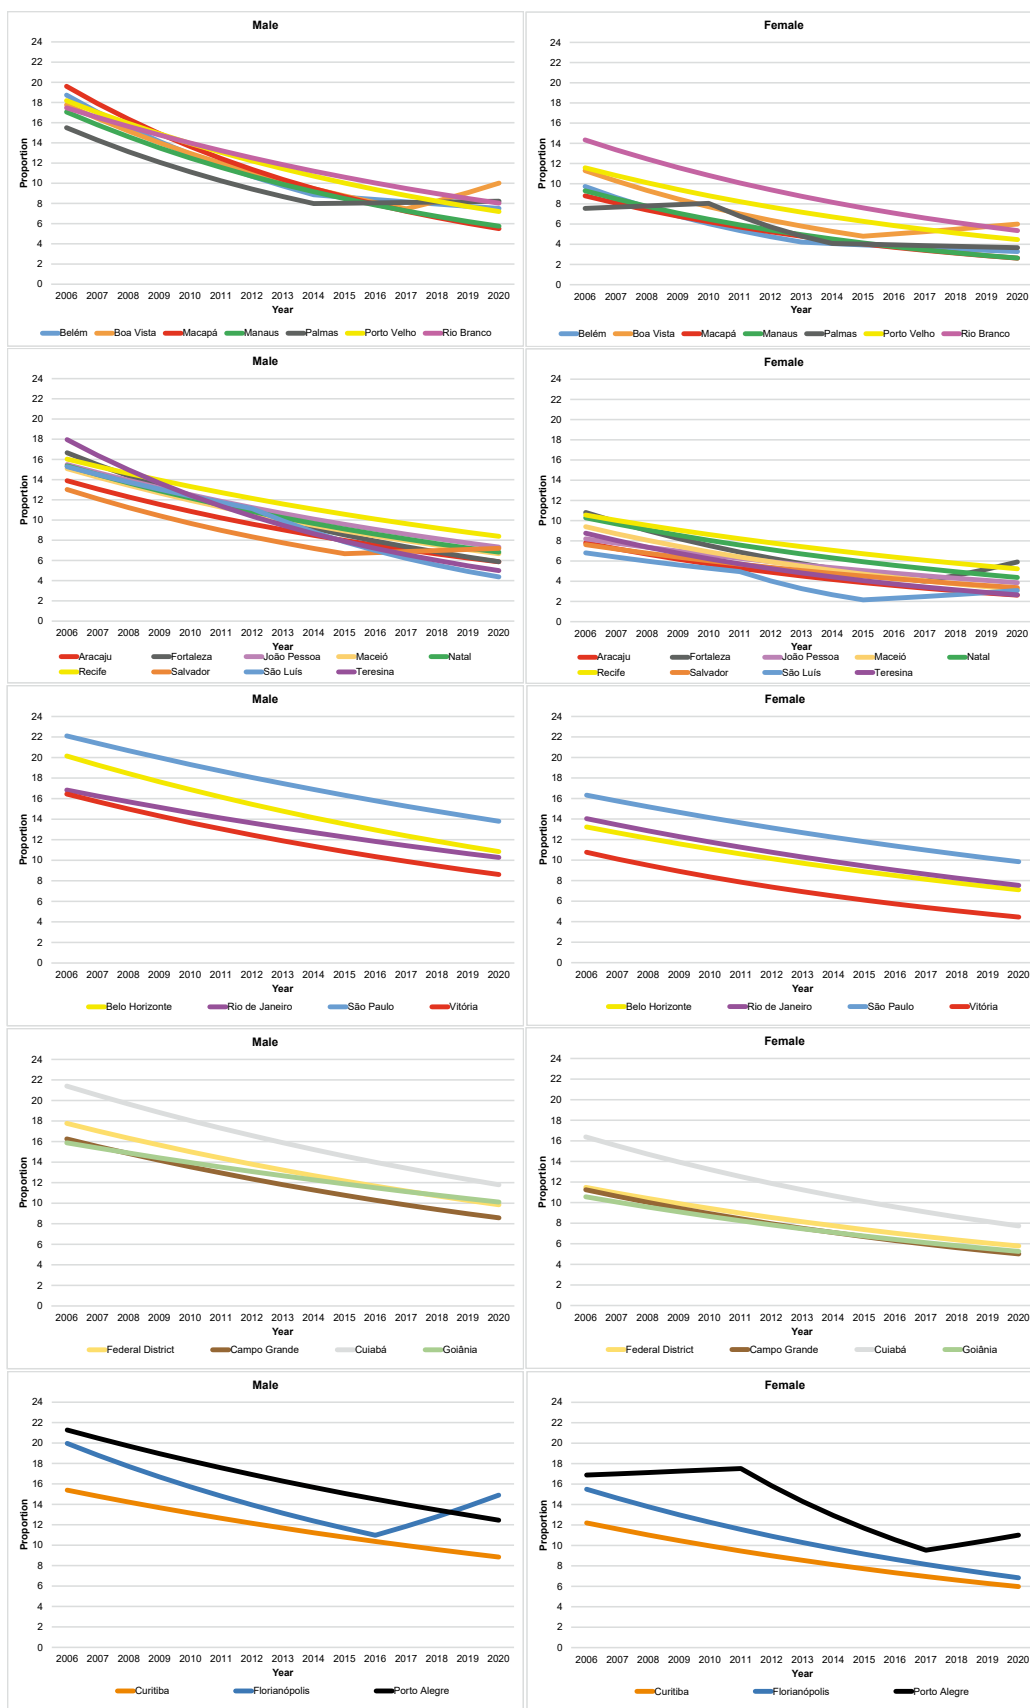 Male
24
22
20
18
16
14
12
10
8
6
4
2
0
Proportion
2006 2007 2008 2009 2010 2011 2012 2013 2014 2015 2016 2017 2018 2019 2020
Year
Belém Boa Vista Macapá Manaus Palmas Porto Velho Rio Branco
Female
24
22
20
18
16
14
12
10
8
6
4
2
0
Proportion
2006 2007 2008 2009 2010 2011 2012 2013 2014 2015 2016 2017 2018 2019 2020
Year
Belém Boa Vista Macapá Manaus Palmas Porto Velho Rio Branco
Male
24
22
20
18
16
14
12
10
8
6
4
2
0
Proportion
2006 2007 2008 2009 2010 2011 2012 2013 2014 2015 2016 2017 2018 2019 2020
Year
Aracaju Fortaleza João Pessoa Maceió Natal
Recife Salvador São Luís Teresina
Female
24
22
20
18
16
14
12
10
8
6
4
2
0
Proportion
2006 2007 2008 2009 2010 2011 2012 2013 2014 2015 2016 2017 2018 2019 2020
Year
Aracaju Fortaleza João Pessoa Maceió Natal
Recife Salvador São Luís Teresina
Male
24
22
20
18
16
14
12
10
8
6
4
2
0
Proportion
2006 2007 2008 2009 2010 2011 2012 2013 2014 2015 2016 2017 2018 2019 2020
Year
Belo Horizonte Rio de Janeiro São Paulo Vitória
Female
24
22
20
18
16
14
12
10
8
6
4
2
0
Proportion
2006 2007 2008 2009 2010 2011 2012 2013 2014 2015 2016 2017 2018 2019 2020
Year
Belo Horizonte Rio de Janeiro São Paulo Vitória
Male
24
22
20
18
16
14
12
10
8
6
4
2
0
Proportion
2006 2007 2008 2009 2010 2011 2012 2013 2014 2015 2016 2017 2018 2019 2020
Year
Federal District Campo Grande Cuiabá Goiânia
Female
24
22
20
18
16
14
12
10
8
6
4
2
0
Proportion
2006 2007 2008 2009 2010 2011 2012 2013 2014 2015 2016 2017 2018 2019 2020
Year
Federal District Campo Grande Cuiabá Goiânia
Male
24
22
20
18
16
14
12
10
8
6
4
2
0
Proportion
2006 2007 2008 2009 2010 2011 2012 2013 2014 2015 2016 2017 2018 2019 2020
Year
Curitiba Florianópolis Porto Alegre
Female
24
22
20
18
16
14
12
10
8
6
4
2
0
Proportion
2006 2007 2008 2009 2010 2011 2012 2013 2014 2015 2016 2017 2018 2019 2020
Year
Curitiba Florianópolis Porto Alegre